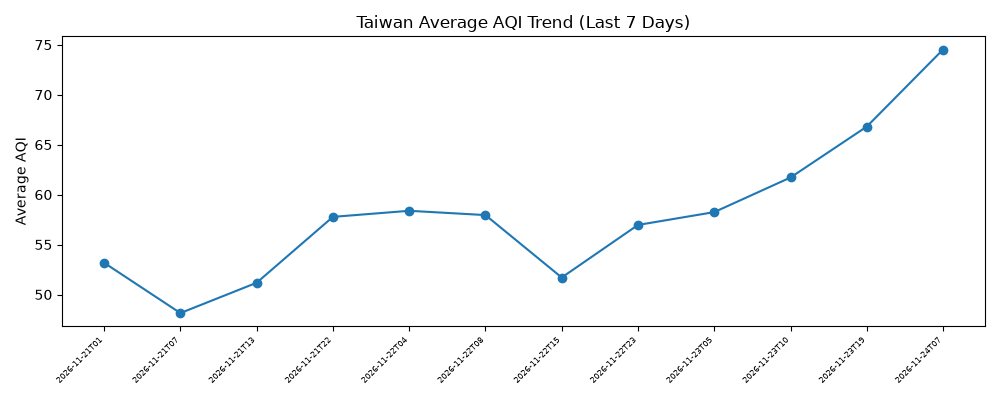 Taiwan Average AQI Trend (Last 7 Days)
Average AQI
75
70
65
60
55
50
2026-11-21T01
2026-11-21T07
2026-11-21T13
2026-11-21T22
2026-11-22T04
2026-11-22T08
2026-11-22T15
2026-11-22T23
2026-11-23T05
2026-11-23T10
2026-11-23T19
2026-11-24T07